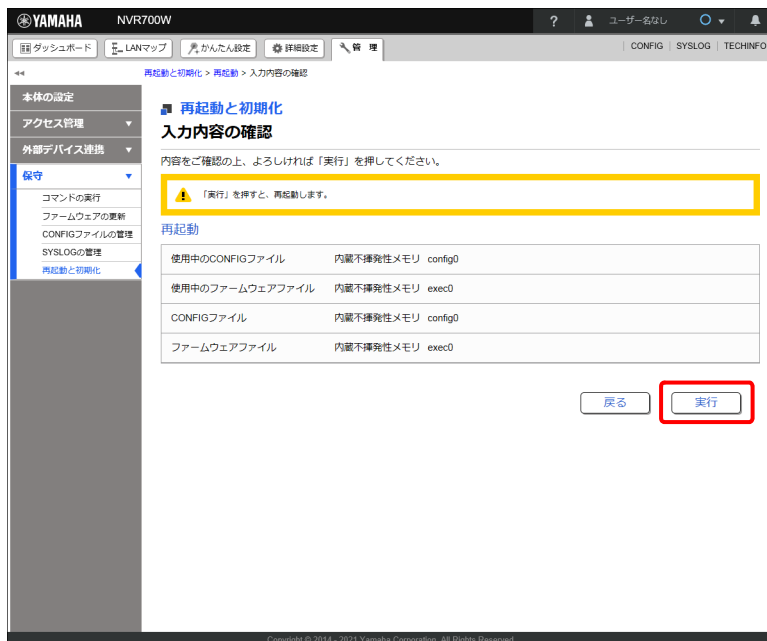 YAMAHA NVR700W ? ユーザー名なし
ダッシュボード LANマップ かんたん設定 詳細設定 管 理 CONFIG SYSLOG TECHINFO
再起動と初期化 > 再起動 > 入力内容の確認
本体の設定
アクセス管理
外部デバイス連携
保守
コマンドの実行
ファームウェアの更新
CONFIGファイルの管理
SYSLOGの管理
再起動と初期化
再起動と初期化
入力内容の確認
内容をご確認の上、よろしければ「実行」を押してください。
「実行」を押すと、再起動します。
再起動
使用中のCONFIGファイル 内蔵不揮発性メモリ config0
使用中のファームウェアファイル 内蔵不揮発性メモリ exec0
CONFIGファイル 内蔵不揮発性メモリ config0
ファームウェアファイル 内蔵不揮発性メモリ exec0
戻る 実行
Copyright © 2014 - 2021 Yamaha Corporation. All Rights Reserved.